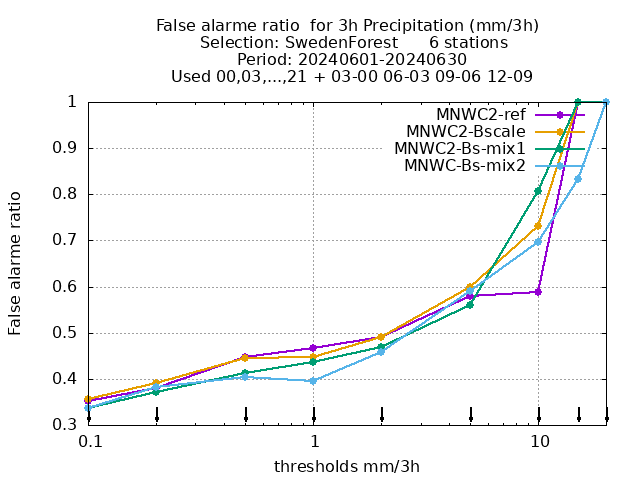 False alarme ratio  for 3h Precipitation (mm/3h)
Selection: SwedenForest      6 stations
Period: 20240601-20240630
Used 00,03,...,21 + 03-00 06-03 09-06 12-09
MNWC2-ref
MNWC2-Bscale
MNWC2-Bs-mix1
MNWC-Bs-mix2
False alarme ratio
1
0.9
0.8
0.7
0.6
0.5
0.4
0.3
0.1 1 10
thresholds mm/3h